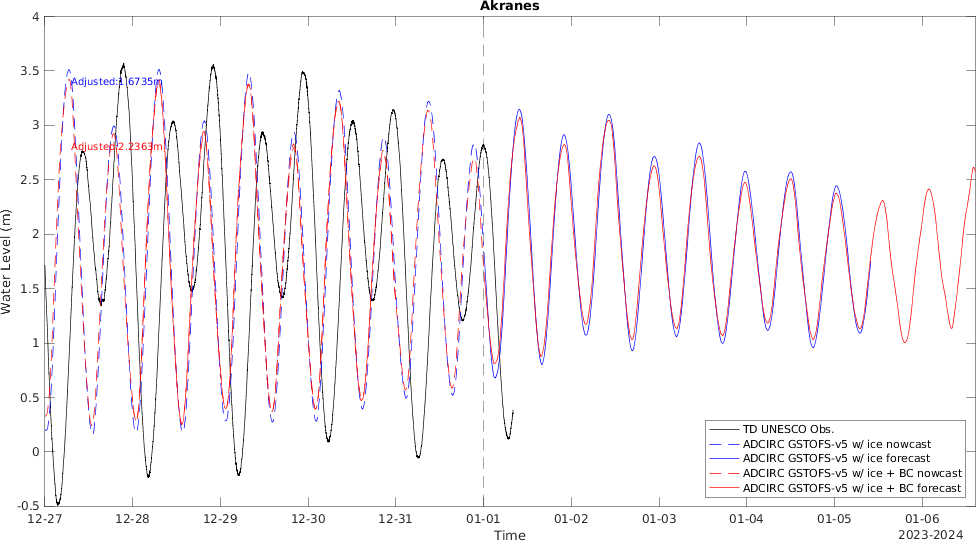 Akranes
4
3.5
3
2.5
2
1.5
1
0.5
0
-0.5
Water Level (m)
Adjusted:1.6735m
Adjusted:2.2363m
TD UNESCO Obs.
ADCIRC GSTOFS-v5 w/ ice nowcast
ADCIRC GSTOFS-v5 w/ ice forecast
ADCIRC GSTOFS-v5 w/ ice + BC nowcast
ADCIRC GSTOFS-v5 w/ ice + BC forecast
12-27 12-28 12-29 12-30 12-31 01-01 01-02 01-03 01-04 01-05 01-06
Time
2023-2024